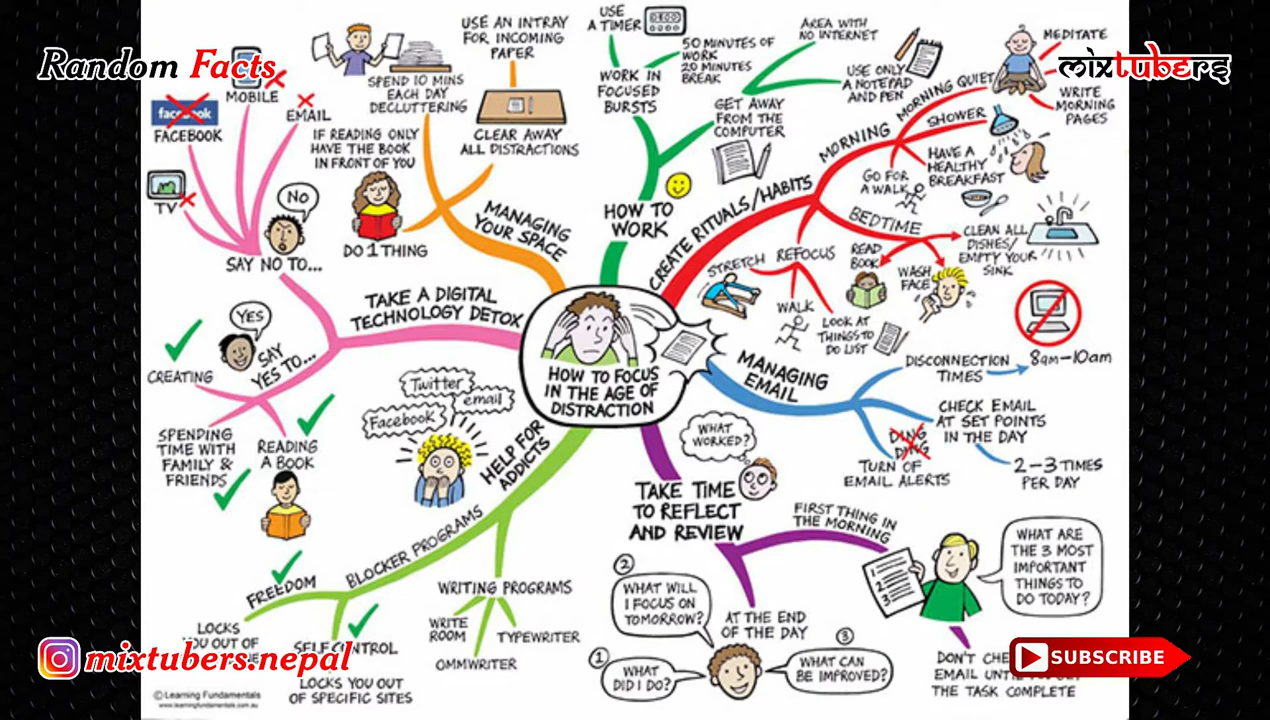 Random Facts
MOBILE
facebook
FACEBOOK
EMAIL
TV
NO
SAY NO TO...
SPEND 10 MINS
EACH DAY
DECLUTTERING
IF READING ONLY
HAVE THE BOOK
IN FRONT OF YOU
DO 1 THING
USE AN INTRAY
FOR INCOMING
PAPER
CLEAR AWAY
ALL DISTRACTIONS
MANAGING
YOUR SPACE
USE
A TIMER
50 MINUTES OF
WORK
20 MINUTES
BREAK
WORK IN
FOCUSED
BURSTS
AREA WITH
NO INTERNET
USE ONLY
A NOTEPAD
AND PEN
GET AWAY
FROM THE
COMPUTER
HOW TO
WORK
MEDITATE
mixtubers
WRITE
MORNING
PAGES
MORNING QUIET
SHOWER
MORNING
HAVE A
HEALTHY
BREAKFAST
GO FOR
A WALK
CREATE RITUALS/HABITS
BEDTIME
CLEAN ALL
DISHES/
EMPTY YOUR
SINK
READ
BOOK
WASH
FACE
REFOCUS
STRETCH
WALK
LOOK AT
THINGS TO
DO LIST
TAKE A DIGITAL
TECHNOLOGY DETOX
YES
SAY
YES TO...
CREATING
SPENDING
TIME WITH
FAMILY &
FRIENDS
READING
A BOOK
HOW TO FOCUS
IN THE AGE OF
DISTRACTION
MANAGING
EMAIL
DISCONNECTION
TIMES
8AM-10AM
CHECK EMAIL
AT SET POINTS
IN THE DAY
2-3 TIMES
PER DAY
DING
DING
TURN OF
EMAIL ALERTS
Twitter
email
Facebook
HELP FOR
ADDICTS
BLOCKER PROGRAMS
FREEDOM
LOCKS
YOU OUT OF
SELF CONTROL
LOCKS YOU OUT
OF SPECIFIC SITES
WRITING PROGRAMS
WRITE
ROOM
OMMWRITER
TYPEWRITER
WHAT
WORKED?
TAKE TIME
TO REFLECT
AND REVIEW
FIRST THING IN
THE MORNING
1
2
3
WHAT ARE
THE 3 MOST
IMPORTANT
THINGS TO
DO TODAY?
DON'T CHECK
EMAIL UNTIL
THE TASK COMPLETE
AT THE END
OF THE DAY
1
WHAT
DID I DO?
2
WHAT WILL
I FOCUS ON
TOMORROW?
3
WHAT CAN
BE IMPROVED?
mixtubers.nepal
SUBSCRIBE
© Learning Fundamentals
www.learningfundamentals.com.au